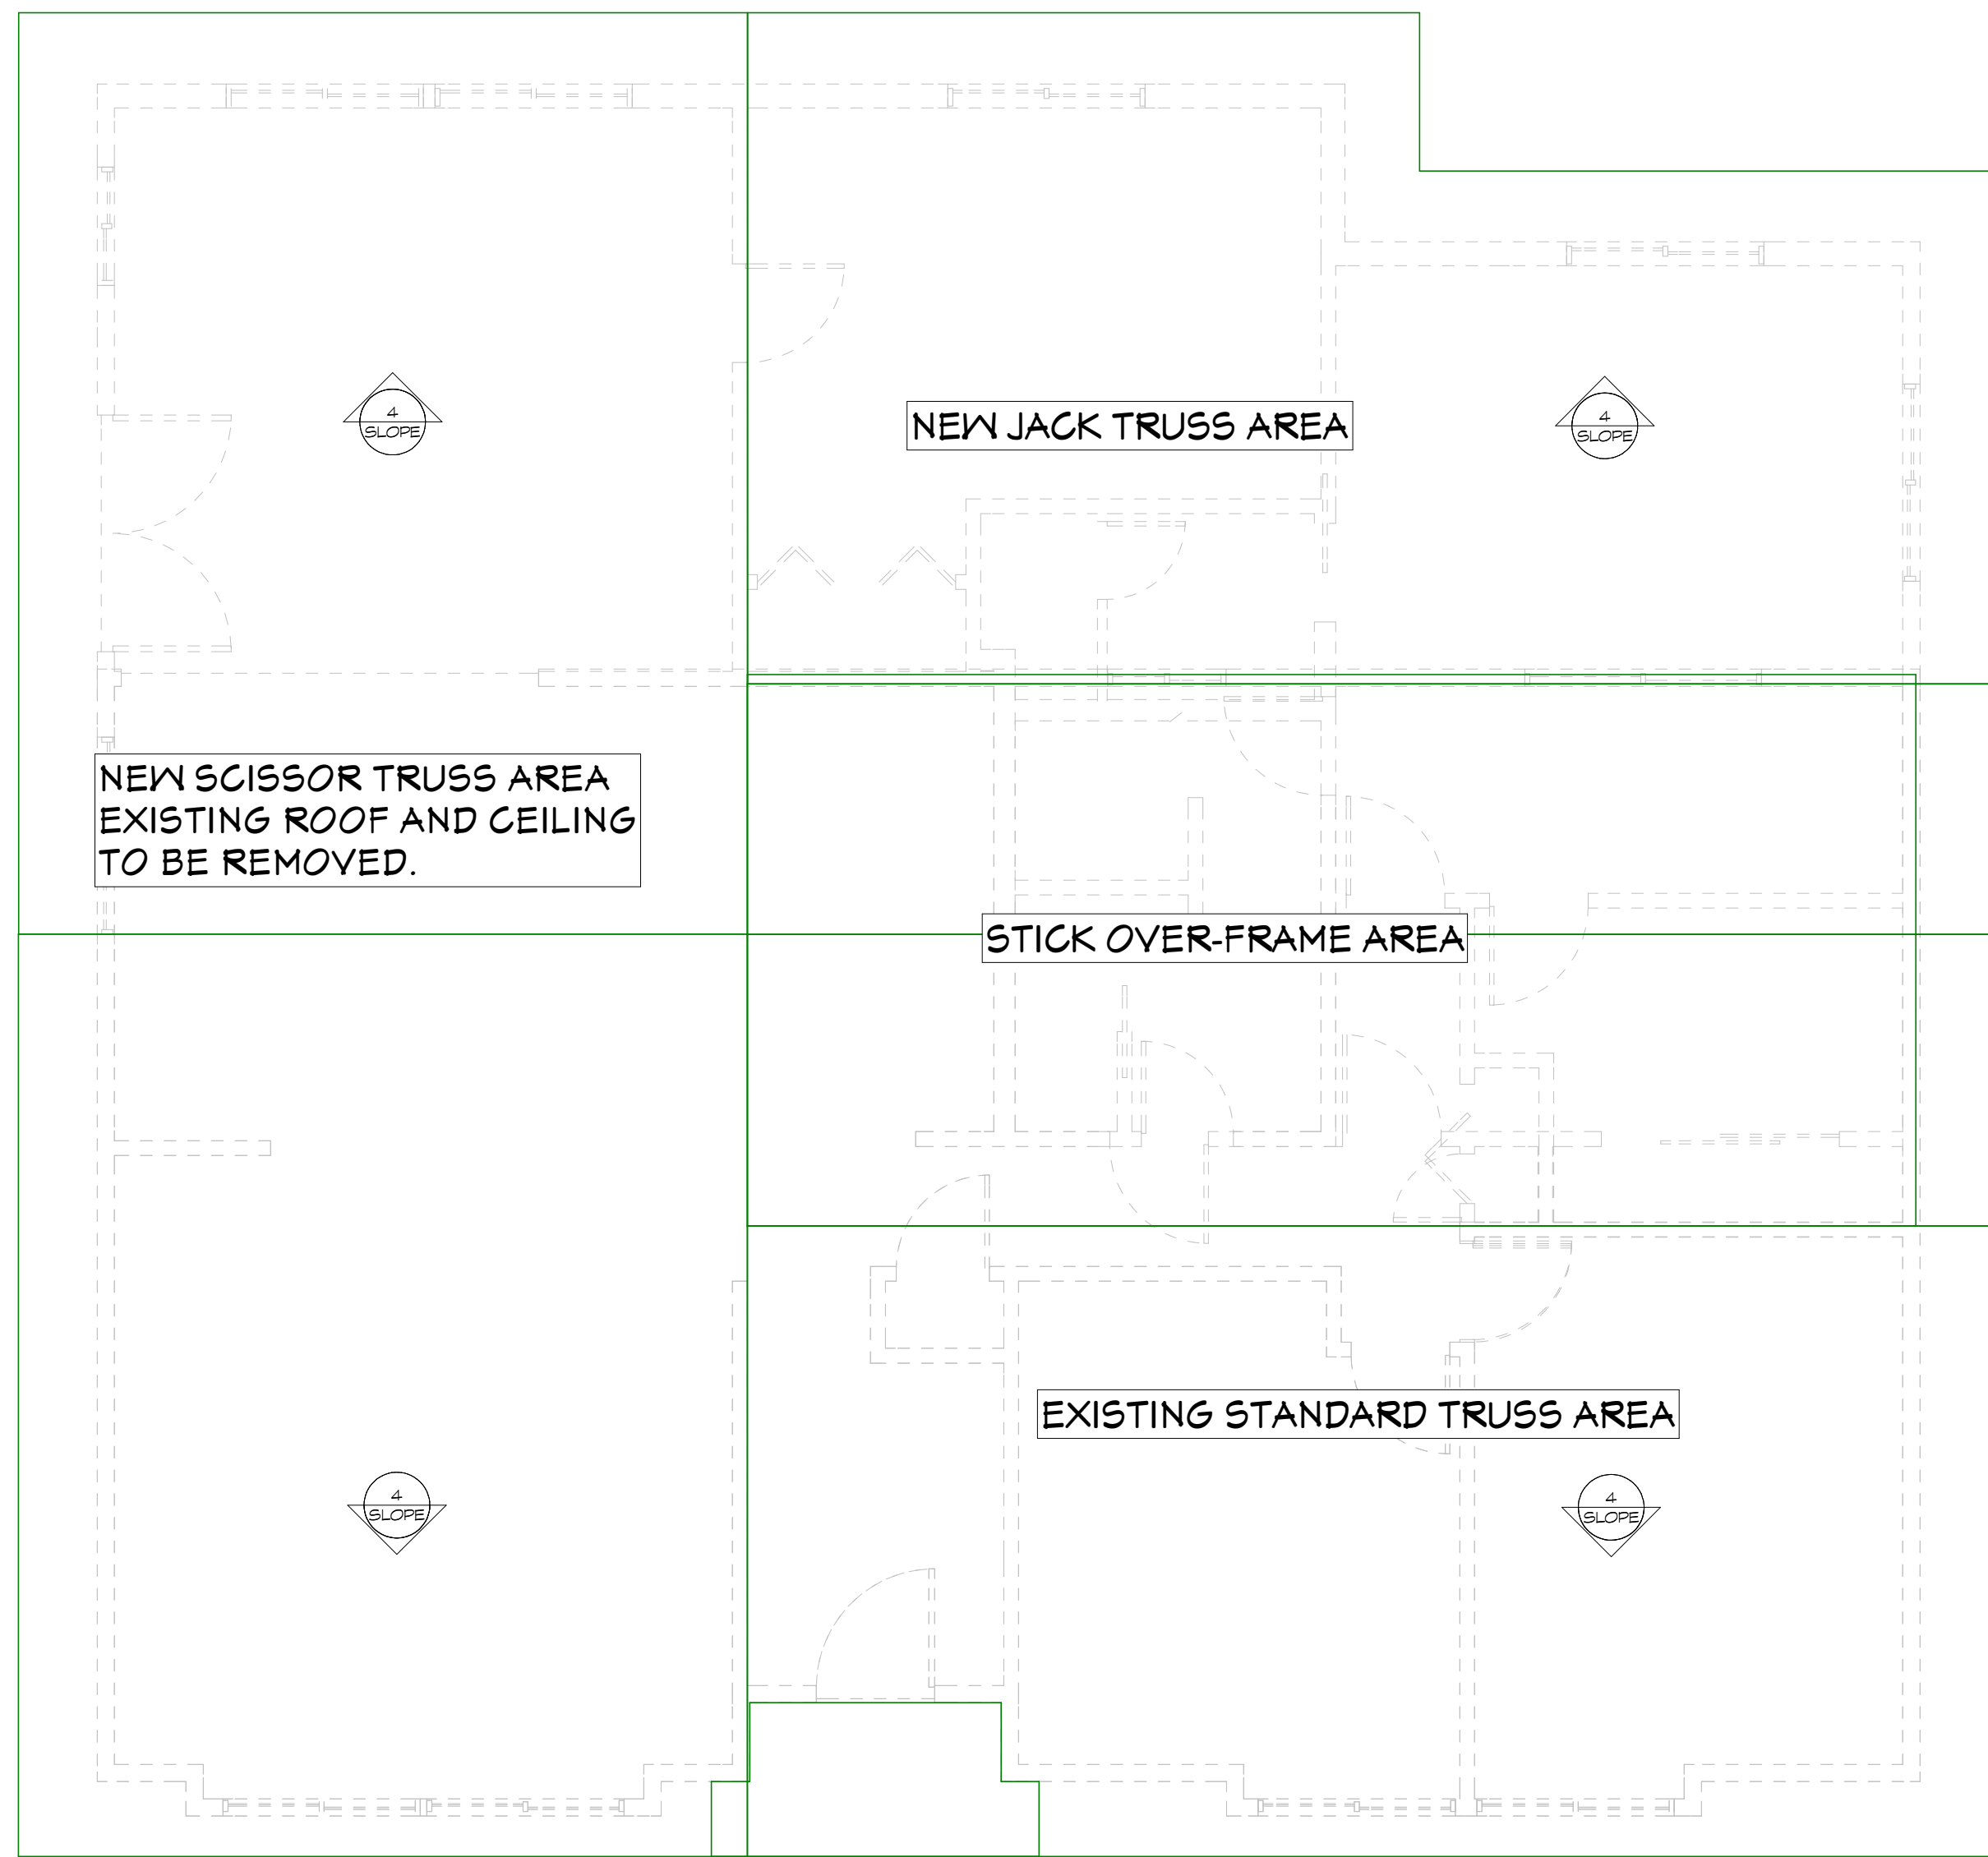 4
SLOPE
NEW JACK TRUSS AREA
4
SLOPE
NEW SCISSOR TRUSS AREA
EXISTING ROOF AND CEILING
TO BE REMOVED.
STICK OVER-FRAME AREA
EXISTING STANDARD TRUSS AREA
4
SLOPE
4
SLOPE